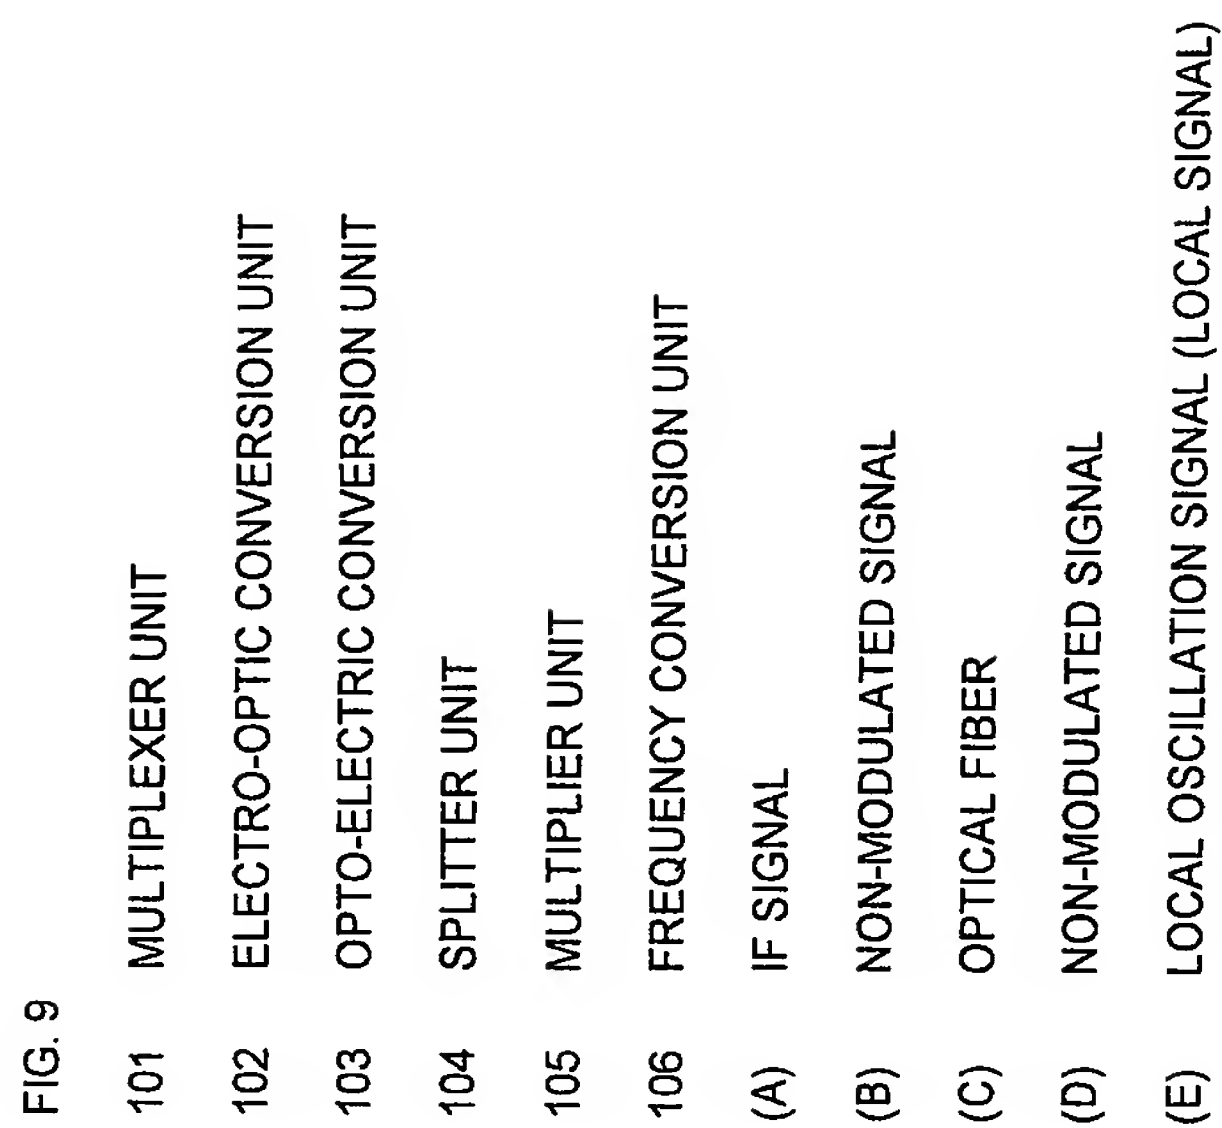 FIG. 9
101 MULTIPLEXER UNIT
102 ELECTRO-OPTIC CONVERSION UNIT
103 OPTO-ELECTRIC CONVERSION UNIT
104 SPLITTER UNIT
105 MULTIPLIER UNIT
106 FREQUENCY CONVERSION UNIT
(A) IF SIGNAL
(B) NON-MODULATED SIGNAL
(C) OPTICAL FIBER
(D) NON-MODULATED SIGNAL
(E) LOCAL OSCILLATION SIGNAL (LOCAL SIGNAL)